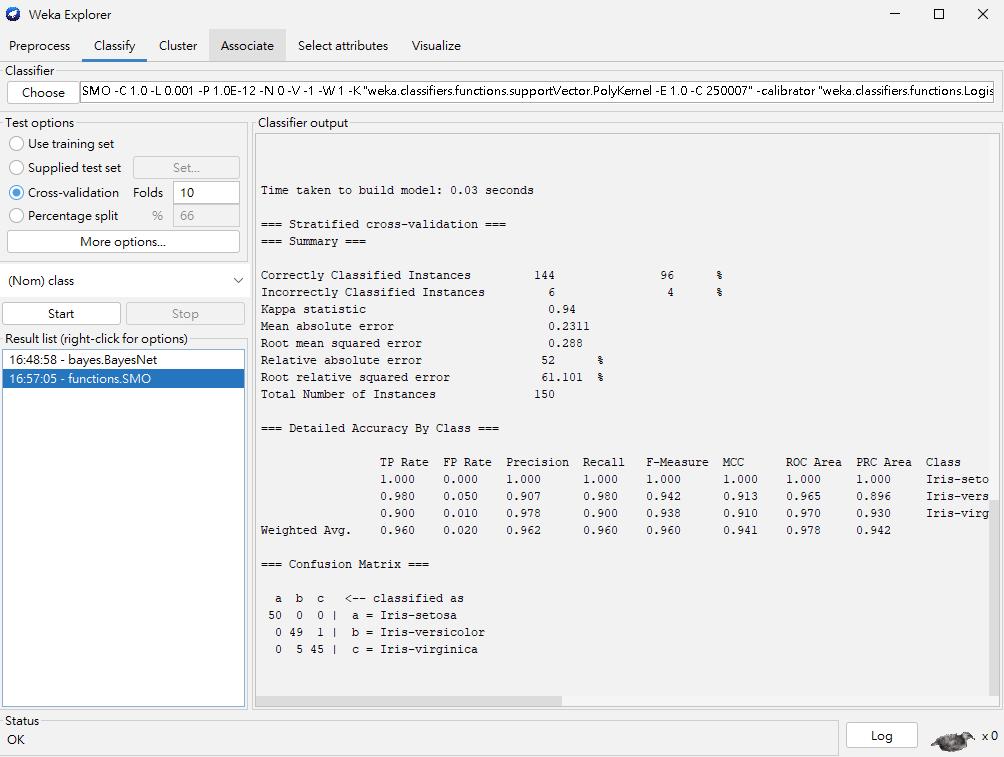 Weka Explorer
Preprocess Classify Cluster Associate Select attributes Visualize
Classifier
Choose SMO -C 1.0 -L 0.001 -P 1.0E-12 -N 0 -V -1 -W 1 -K "weka.classifiers.functions.supportVector.PolyKernel -E 1.0 -C 250007" -calibrator "weka.classifiers.functions.Logis
Test options
Use training set
Supplied test set Set...
Cross-validation Folds 10
Percentage split % 66
More options...
(Nom) class
Start Stop
Result list (right-click for options)
16:48:58 - bayes.BayesNet
16:57:05 - functions.SMO
Classifier output
Time taken to build model: 0.03 seconds
=== Stratified cross-validation ===
=== Summary ===
Correctly Classified Instances 144 96 %
Incorrectly Classified Instances 6 4 %
Kappa statistic 0.94
Mean absolute error 0.2311
Root mean squared error 0.288
Relative absolute error 52 %
Root relative squared error 61.101 %
Total Number of Instances 150
=== Detailed Accuracy By Class ===
TP Rate FP Rate Precision Recall F-Measure MCC ROC Area PRC Area Class
1.000 0.000 1.000 1.000 1.000 1.000 1.000 1.000 Iris-seto
0.980 0.050 0.907 0.980 0.942 0.913 0.965 0.896 Iris-vers
0.900 0.010 0.978 0.900 0.938 0.910 0.970 0.930 Iris-virg
Weighted Avg. 0.960 0.020 0.962 0.960 0.960 0.941 0.978 0.942
=== Confusion Matrix ===
a b c <-- classified as
50 0 0 | a = Iris-setosa
0 49 1 | b = Iris-versicolor
0 5 45 | c = Iris-virginica
Status
OK
Log x 0